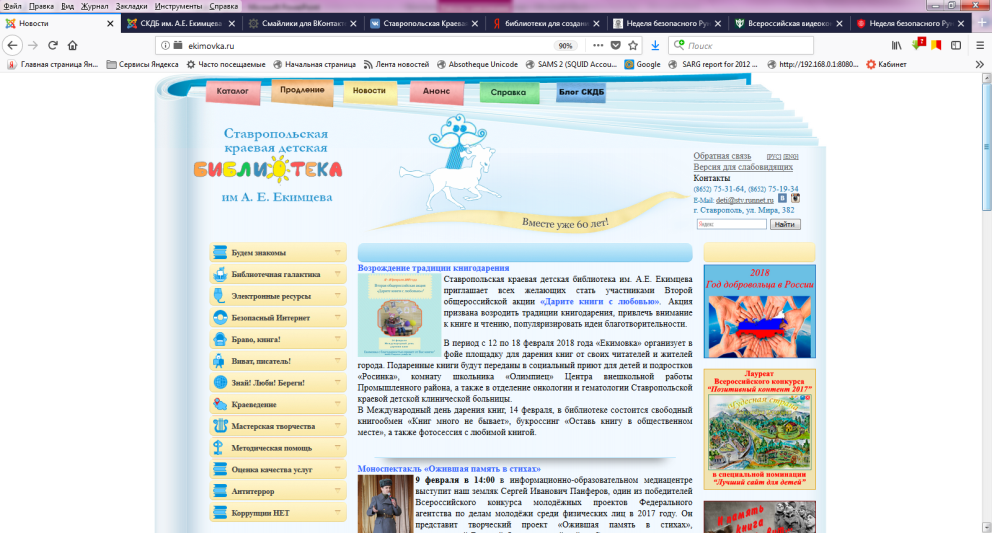 Файл Правка Вид Журнал Закладки Инструменты Справка
Новости
СКДБ им. А.Е. Екимцева
Смайлики для ВКонтак
Ставропольская Краева
библиотеки для создан
Неделя безопасного Рун
Всероссийская видеокон
Неделя безопасного Рун
ekimovka.ru
90%
Поиск
7
Главная страница Ян...
Сервисы Яндекса
Часто посещаемые
Начальная страница
Лента новостей
Absotheque Unicode
SAMS 2 (SQUID Accou...
Google
SARG report for 2012 ...
http://192.168.0.1:8080...
Кабинет
Каталог
Продление
Новости
Анонс
Справка
Блог СКДБ
Ставропольская
краевая детская
БИБЛИОТЕКА
им А. Е. Екимцева
Вместе уже 60 лет!
Обратная связь [РУС] [ENG]
Версия для слабовидящих
Контакты
(8652) 75-31-64, (8652) 75-19-34
E-Mail: deti@stv.runnet.ru
г. Ставрополь, ул. Мира, 382
Яндекс
Найти
Будем знакомы
Библиотечная галактика
Электронные ресурсы
Безопасный Интернет
Браво, книга!
Виват, писатель!
Знай! Люби! Береги!
Краеведение
Мастерская творчества
Методическая помощь
Оценка качества услуг
Антитеррор
Коррупции НЕТ
Возрождение традиции книгодарения
Ставропольская краевая детская библиотека им. А.Е. Екимцева
приглашает всех желающих стать участниками Второй
общероссийской акции «Дарите книги с любовью». Акция
призвана возродить традиции книгодарения, привлечь внимание
к книге и чтению, популяризировать идеи благотворительности.
В период с 12 по 18 февраля 2018 года «Екимовка» организует в
фойе площадку для дарения книг от своих читателей и жителей
города. Подаренные книги будут переданы в социальный приют для детей и подростков
«Росинка», комнату школьника «Олимпиец» Центра внешкольной работы
Промышленного района, а также в отделение онкологии и гематологии Ставропольской
краевой детской клинической больницы.
В Международный день дарения книг, 14 февраля, в библиотеке состоится свободный
книгообмен «Книг много не бывает», буккроссинг «Оставь книгу в общественном
месте», а также фотосессия с любимой книгой.
Моноспектакль «Ожившая память в стихах»
9 февраля в 14:00 в информационно-образовательном медиацентре
выступит наш земляк Сергей Иванович Панферов, один из победителей
Всероссийского конкурса молодёжных проектов Федерального
агентства по делам молодёжи среди физических лиц в 2017 году. Он
представит творческий проект «Ожившая память в стихах»,
2018
Год добровольца в России
Лауреат
Всероссийского конкурса
"Позитивный контент 2017"
Чудесная страна
в специальной номинации
"Лучший сайт для детей"
И память
книга